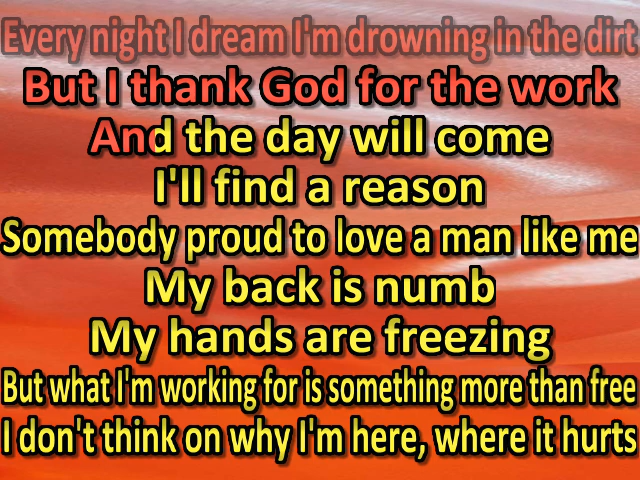 Every night I dream I'm drowning in the dirt
But I thank God for the work
And the day will come
I'll find a reason
Somebody proud to love a man like me
My back is numb
My hands are freezing
But what I'm working for is something more than free
I don't think on why I'm here, where it hurts